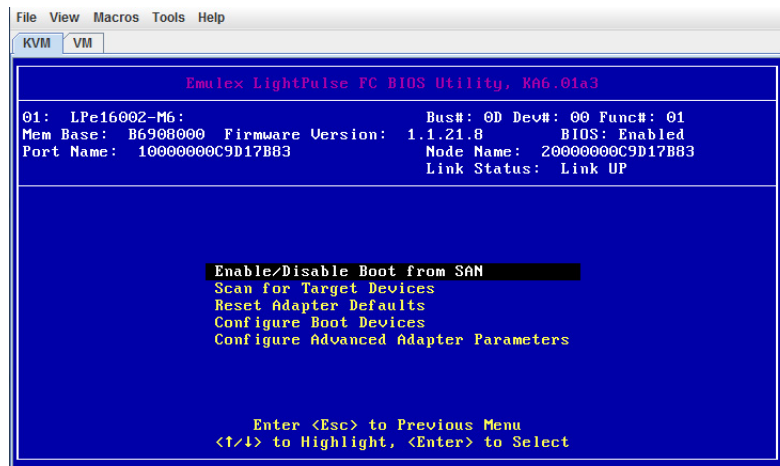 File View Macros Tools Help
KVM VM
Emulex LightPulse FC BIOS Utility, KA6.01a3
01: LPe16002-M6: Bus#: 0D Dev#: 00 Func#: 01
Mem Base: B6908000 Firmware Version: 1.1.21.8 BIOS: Enabled
Port Name: 10000000C9D17B83 Node Name: 20000000C9D17B83
Link Status: Link UP
Enable/Disable Boot from SAN
Scan for Target Devices
Reset Adapter Defaults
Configure Boot Devices
Configure Advanced Adapter Parameters
Enter <Esc> to Previous Menu
<↑/↓> to Highlight, <Enter> to Select